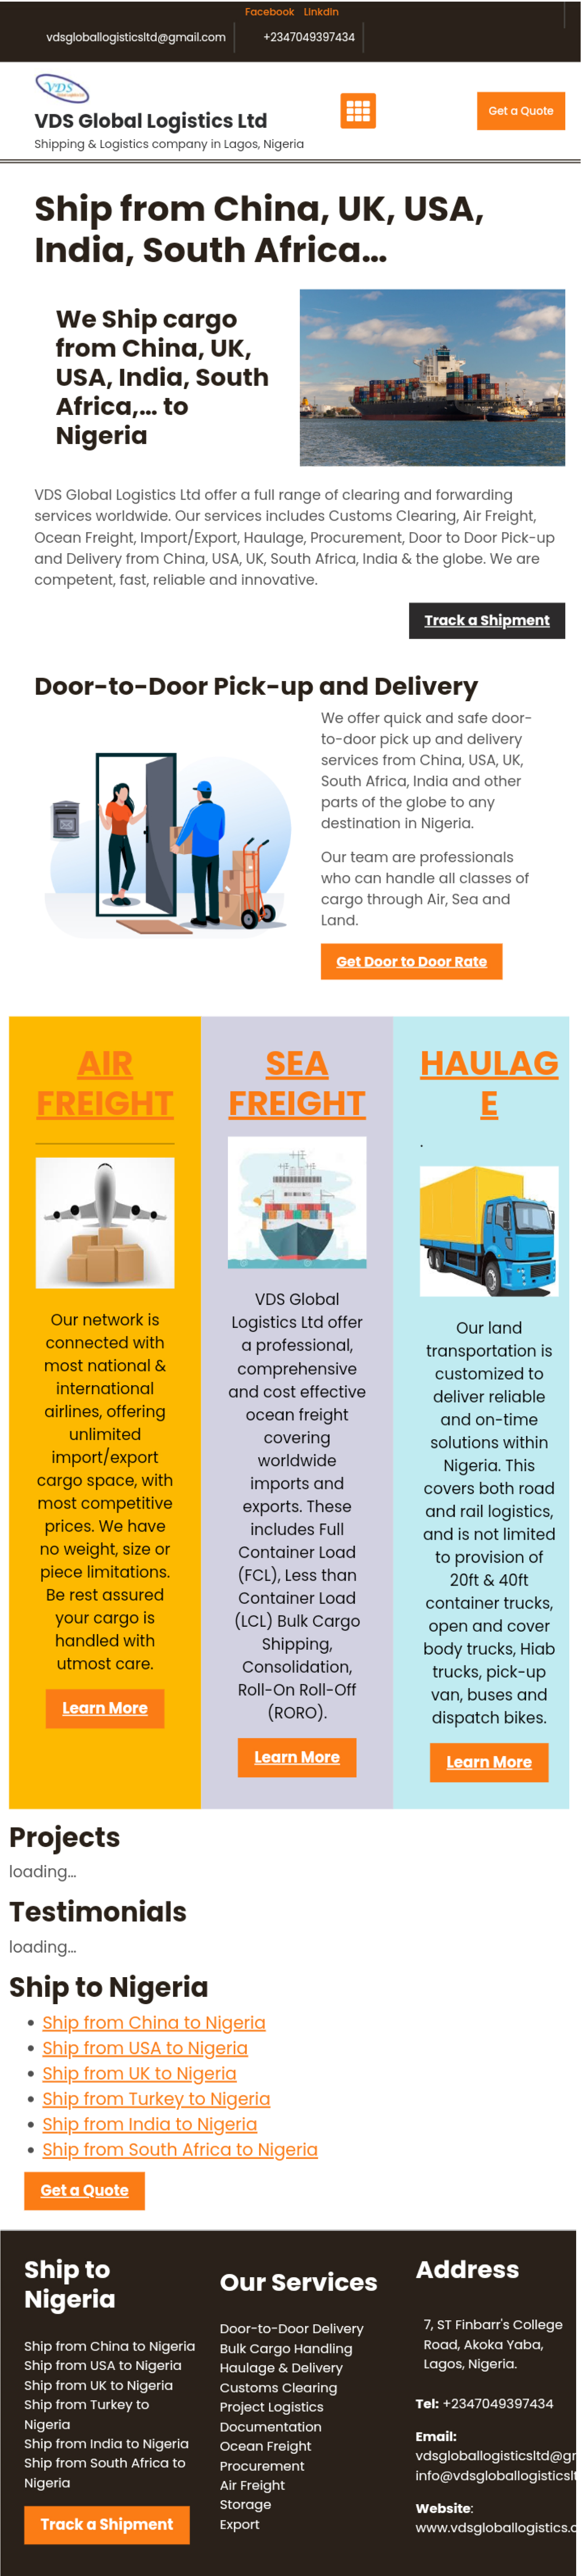 Facebook Linkdin
vdsgloballogisticsltd@gmail.com
+2347049397434
VDS
VDS Global Logistics Ltd
Shipping & Logistics company in Lagos, Nigeria
Get a Quote
Ship from China, UK, USA,
India, South Africa...
We Ship cargo
from China, UK,
USA, India, South
Africa,... to
Nigeria
VDS Global Logistics Ltd offer a full range of clearing and forwarding
services worldwide. Our services includes Customs Clearing, Air Freight,
Ocean Freight, Import/Export, Haulage, Procurement, Door to Door Pick-up
and Delivery from China, USA, UK, South Africa, India & the globe. We are
competent, fast, reliable and innovative.
Track a Shipment
Door-to-Door Pick-up and Delivery
We offer quick and safe door-
to-door pick up and delivery
services from China, USA, UK,
South Africa, India and other
parts of the globe to any
destination in Nigeria.
Our team are professionals
who can handle all classes of
cargo through Air, Sea and
Land.
Get Door to Door Rate
AIR
FREIGHT
Our network is
connected with
most national &
international
airlines, offering
unlimited
import/export
cargo space, with
most competitive
prices. We have
no weight, size or
piece limitations.
Be rest assured
your cargo is
handled with
utmost care.
Learn More
SEA
FREIGHT
VDS Global
Logistics Ltd offer
a professional,
comprehensive
and cost effective
ocean freight
covering
worldwide
imports and
exports. These
includes Full
Container Load
(FCL), Less than
Container Load
(LCL) Bulk Cargo
Shipping,
Consolidation,
Roll-On Roll-Off
(RORO).
Learn More
HAULAG
E
.
Our land
transportation is
customized to
deliver reliable
and on-time
solutions within
Nigeria. This
covers both road
and rail logistics,
and is not limited
to provision of
20ft & 40ft
container trucks,
open and cover
body trucks, Hiab
trucks, pick-up
van, buses and
dispatch bikes.
Learn More
Projects
loading...
Testimonials
loading...
Ship to Nigeria
• Ship from China to Nigeria
• Ship from USA to Nigeria
• Ship from UK to Nigeria
• Ship from Turkey to Nigeria
• Ship from India to Nigeria
• Ship from South Africa to Nigeria
Get a Quote
Ship to
Nigeria
Ship from China to Nigeria
Ship from USA to Nigeria
Ship from UK to Nigeria
Ship from Turkey to
Nigeria
Ship from India to Nigeria
Ship from South Africa to
Nigeria
Track a Shipment
Our Services
Door-to-Door Delivery
Bulk Cargo Handling
Haulage & Delivery
Customs Clearing
Project Logistics
Documentation
Ocean Freight
Procurement
Air Freight
Storage
Export
Address
7, ST Finbarr's College
Road, Akoka Yaba,
Lagos, Nigeria.
Tel: +2347049397434
Email:
vdsgloballogisticsltd@g
info@vdsgloballogisticsl
Website:
www.vdsgloballogistics.c